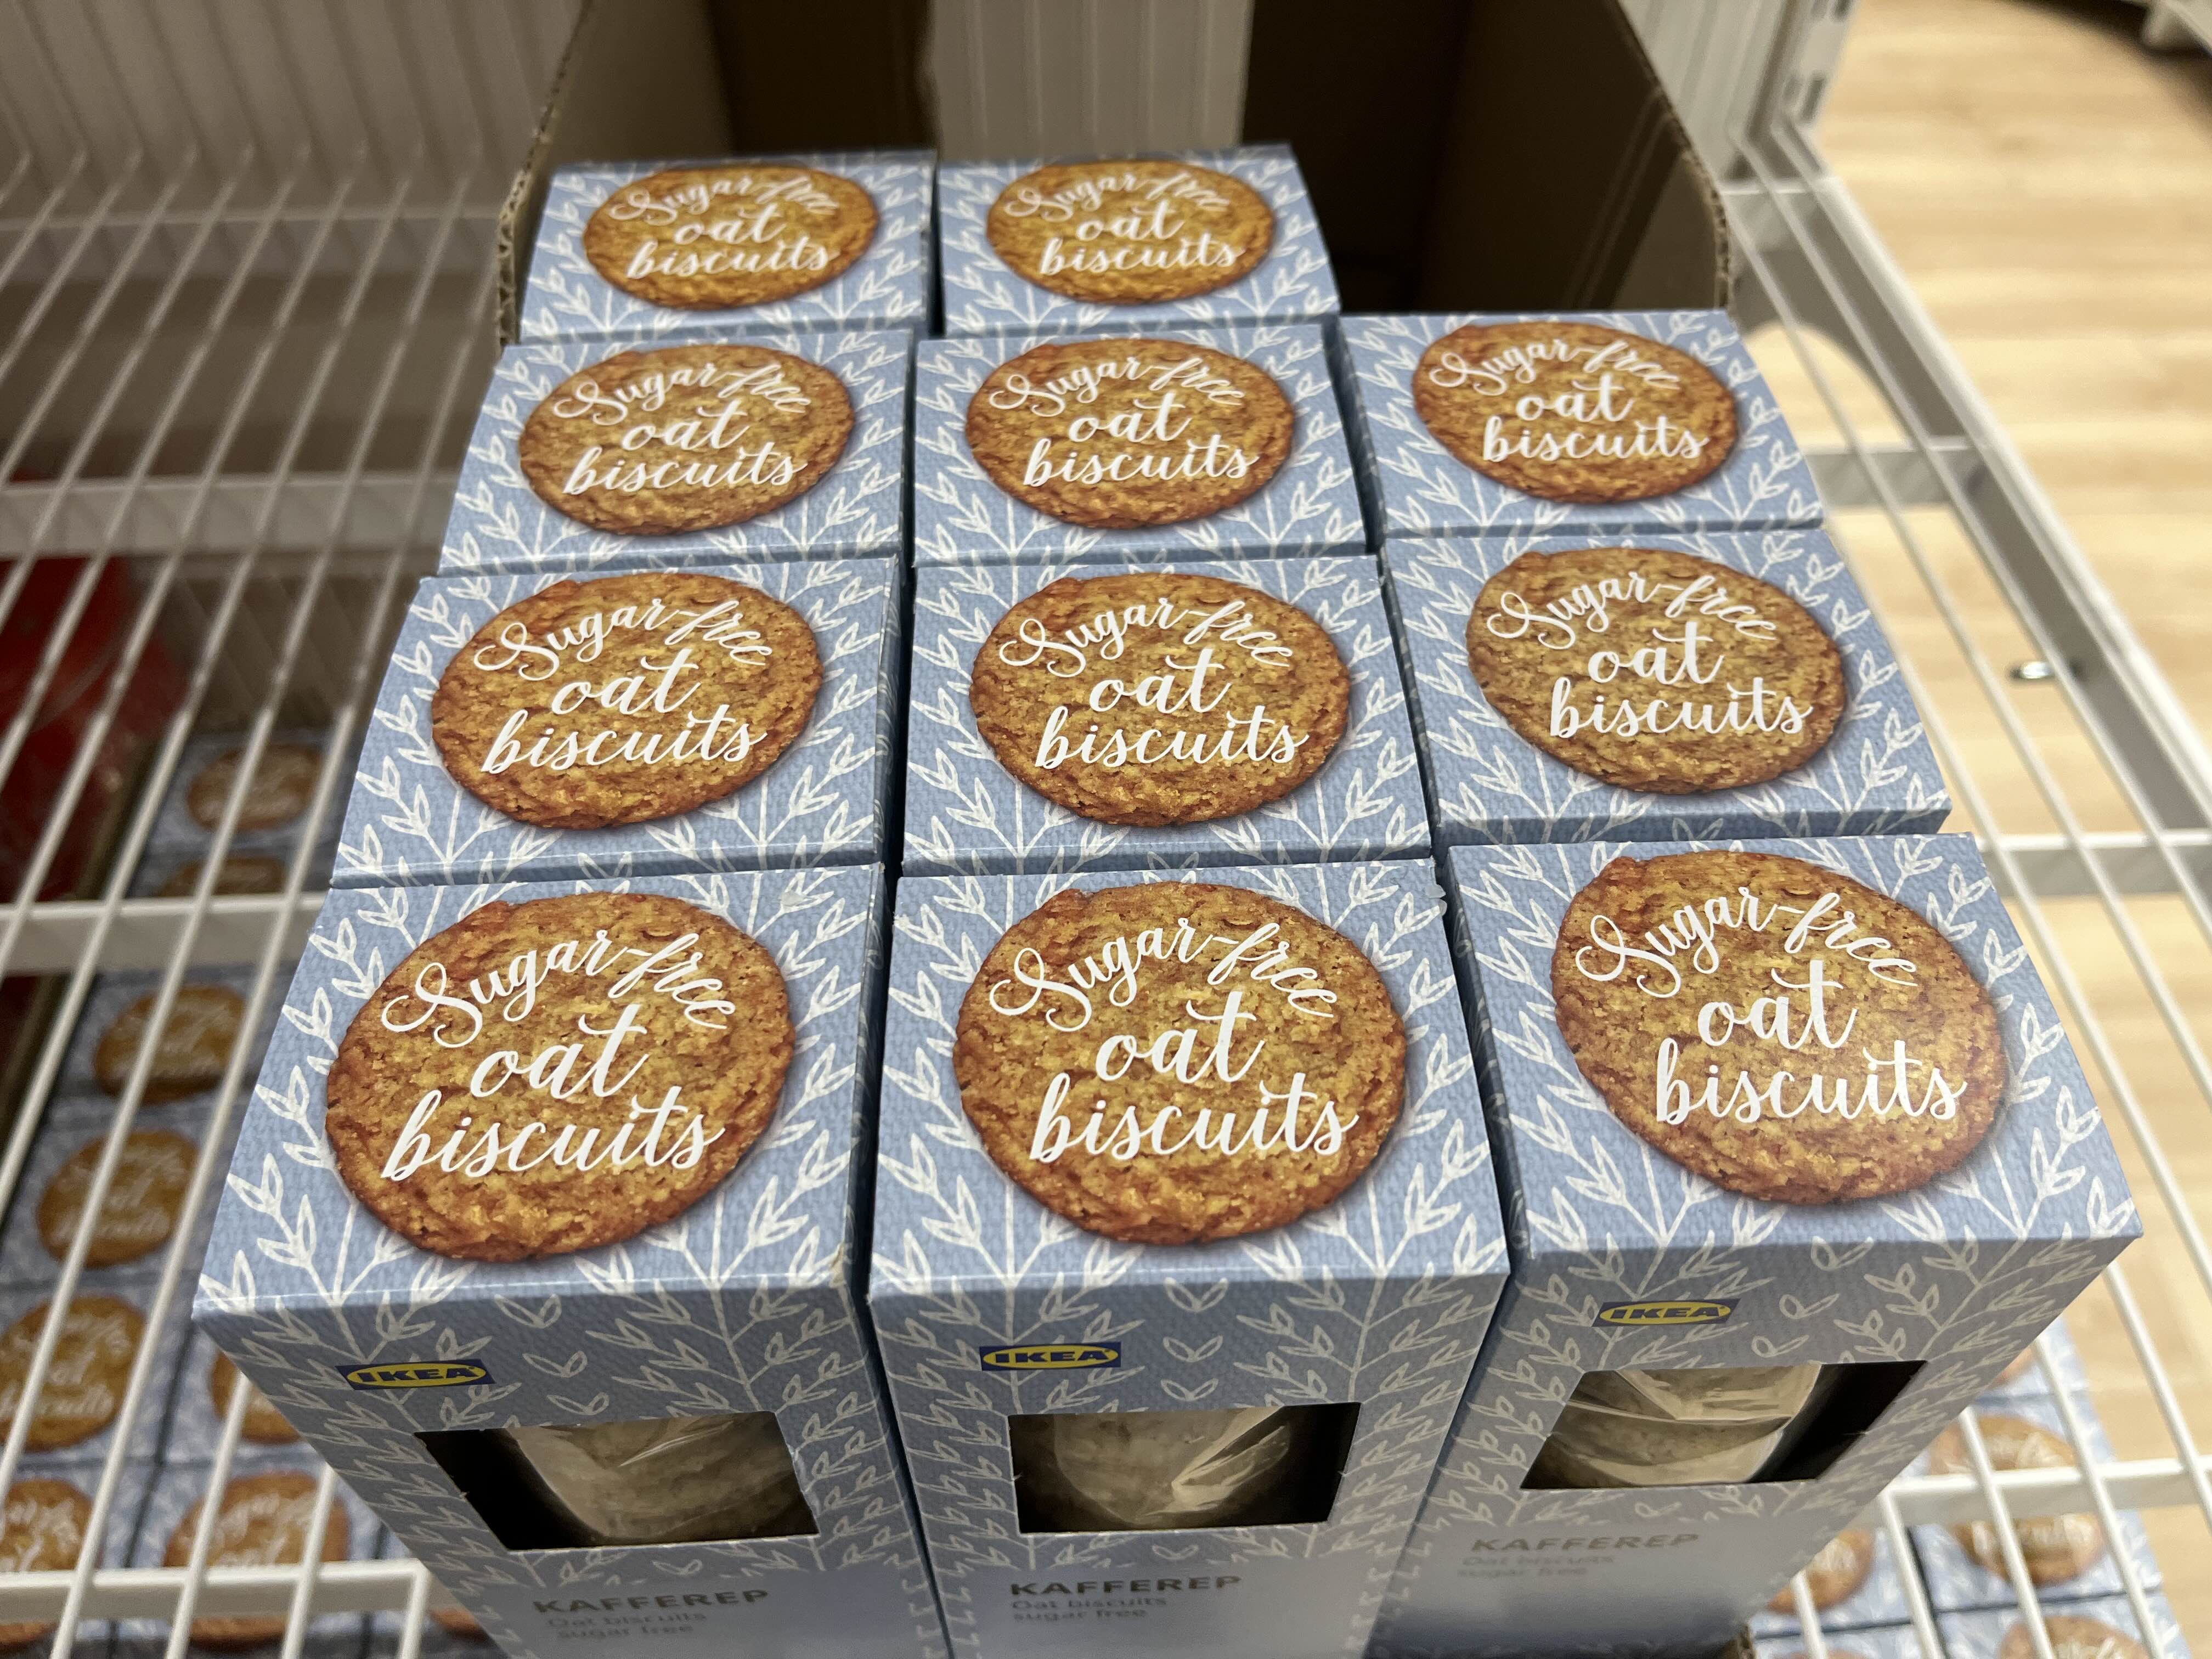 Sugar-free
oat
biscuits
Sugar-free
oat
biscuits
Sugar-free
oat
biscuits
Sugar-free
oat
biscuits
Sugar-free
oat
biscuits
Sugar-free
oat
biscuits
Sugar-free
oat
biscuits
Sugar-free
oat
biscuits
Sugar-free
oat
biscuits
Sugar-free
oat
biscuits
Sugar-free
oat
biscuits
IKEA
KAFFEREP
Oat biscuits
sugar free
IKEA
KAFFEREP
Oat biscuits
sugar free
IKEA
KAFFEREP
Oat biscuits
sugar free